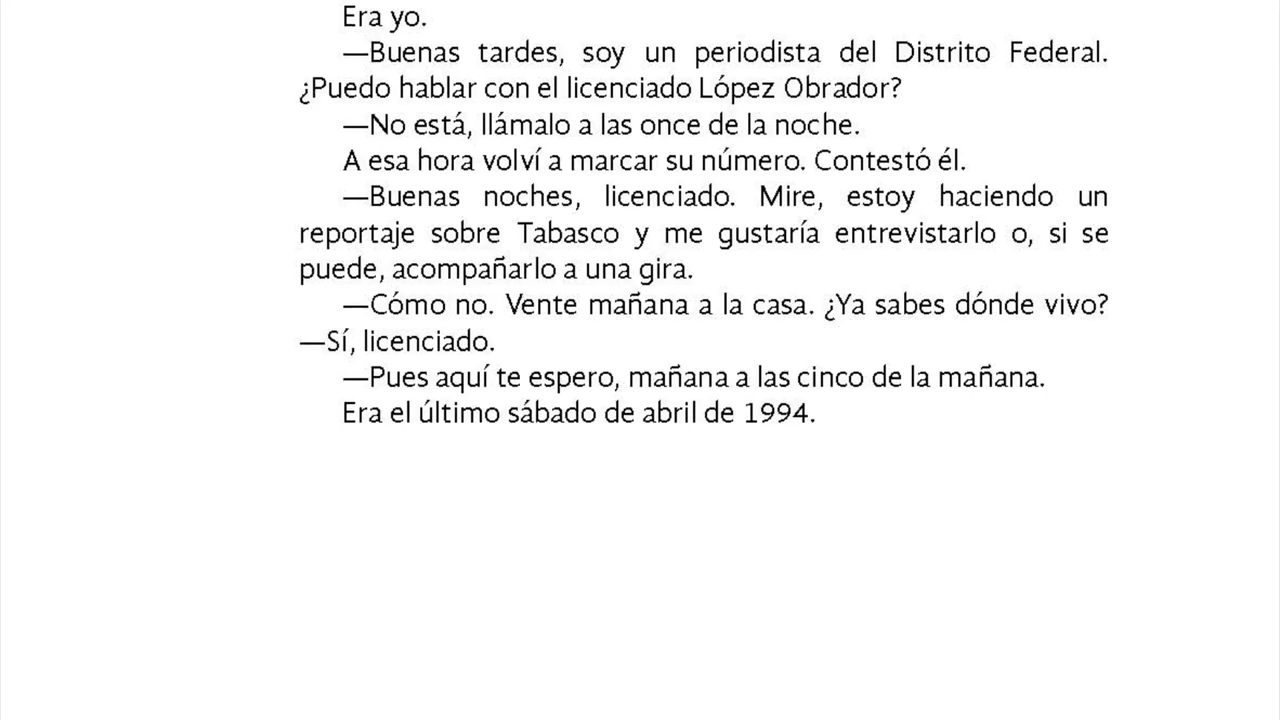 Era yo.
—Buenas tardes, soy un periodista del Distrito Federal.
¿Puedo hablar con el licenciado López Obrador?
—No está, llámalo a las once de la noche.
A esa hora volví a marcar su número. Contestó él.
—Buenas noches, licenciado. Mire, estoy haciendo un
reportaje sobre Tabasco y me gustaría entrevistarlo o, si se
puede, acompañarlo a una gira.
—Cómo no. Vente mañana a la casa. ¿Ya sabes dónde vivo?
—Sí, licenciado.
—Pues aquí te espero, mañana a las cinco de la mañana.
Era el último sábado de abril de 1994.